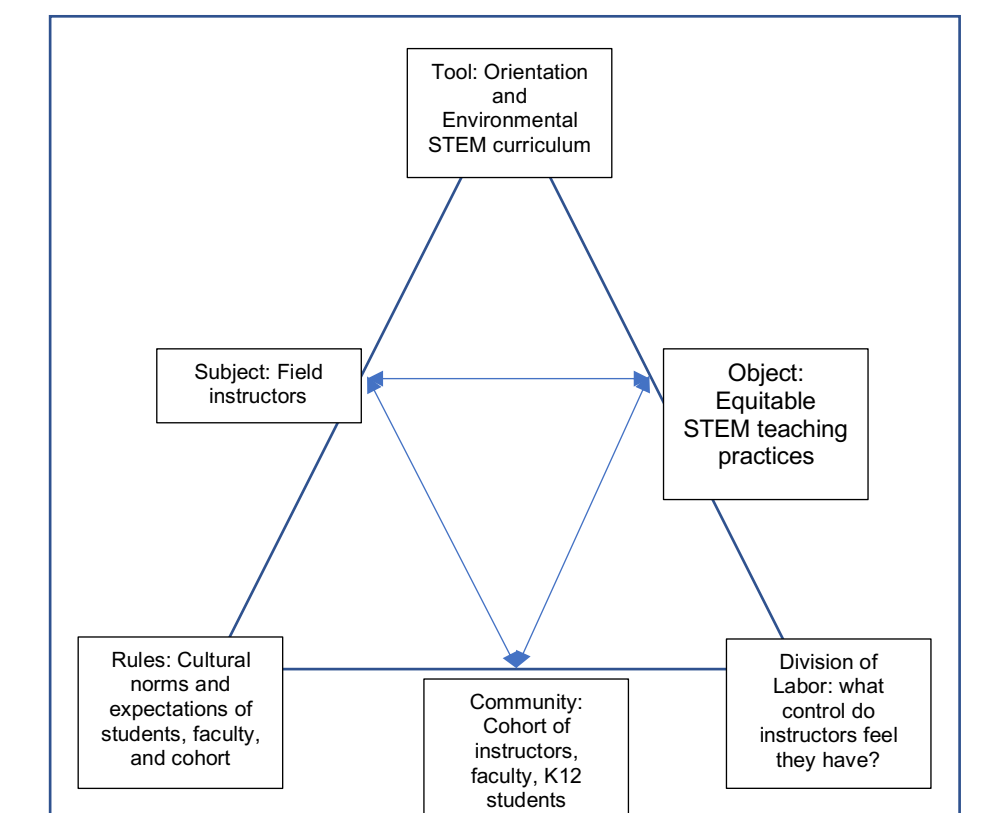 Tool: Orientation
and
Environmental
STEM curriculum
Subject: Field
instructors
Object:
Equitable
STEM teaching
practices
Rules: Cultural
norms and
expectations of
students, faculty,
and cohort
Community:
Cohort of
instructors,
faculty, K12
students
Division of
Labor: what
control do
instructors feel
they have?